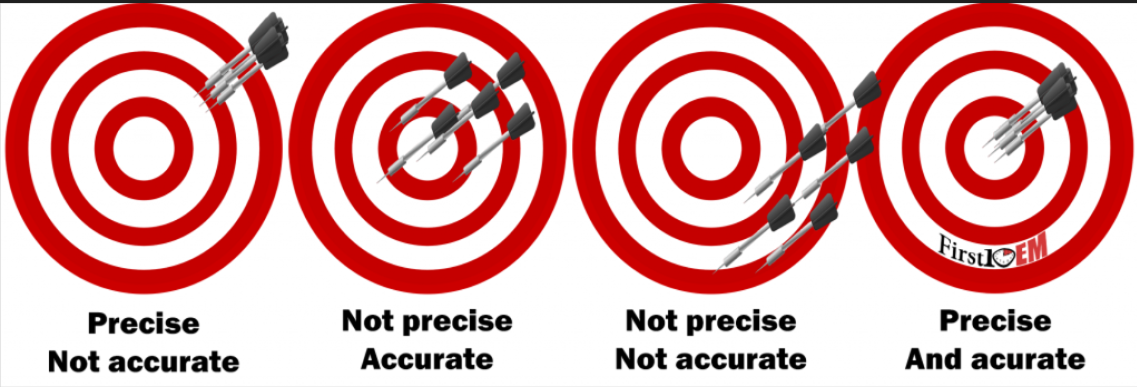 First10EM
Precise
Not accurate
Not precise
Accurate
Not precise
Not accurate
Precise
And acurate